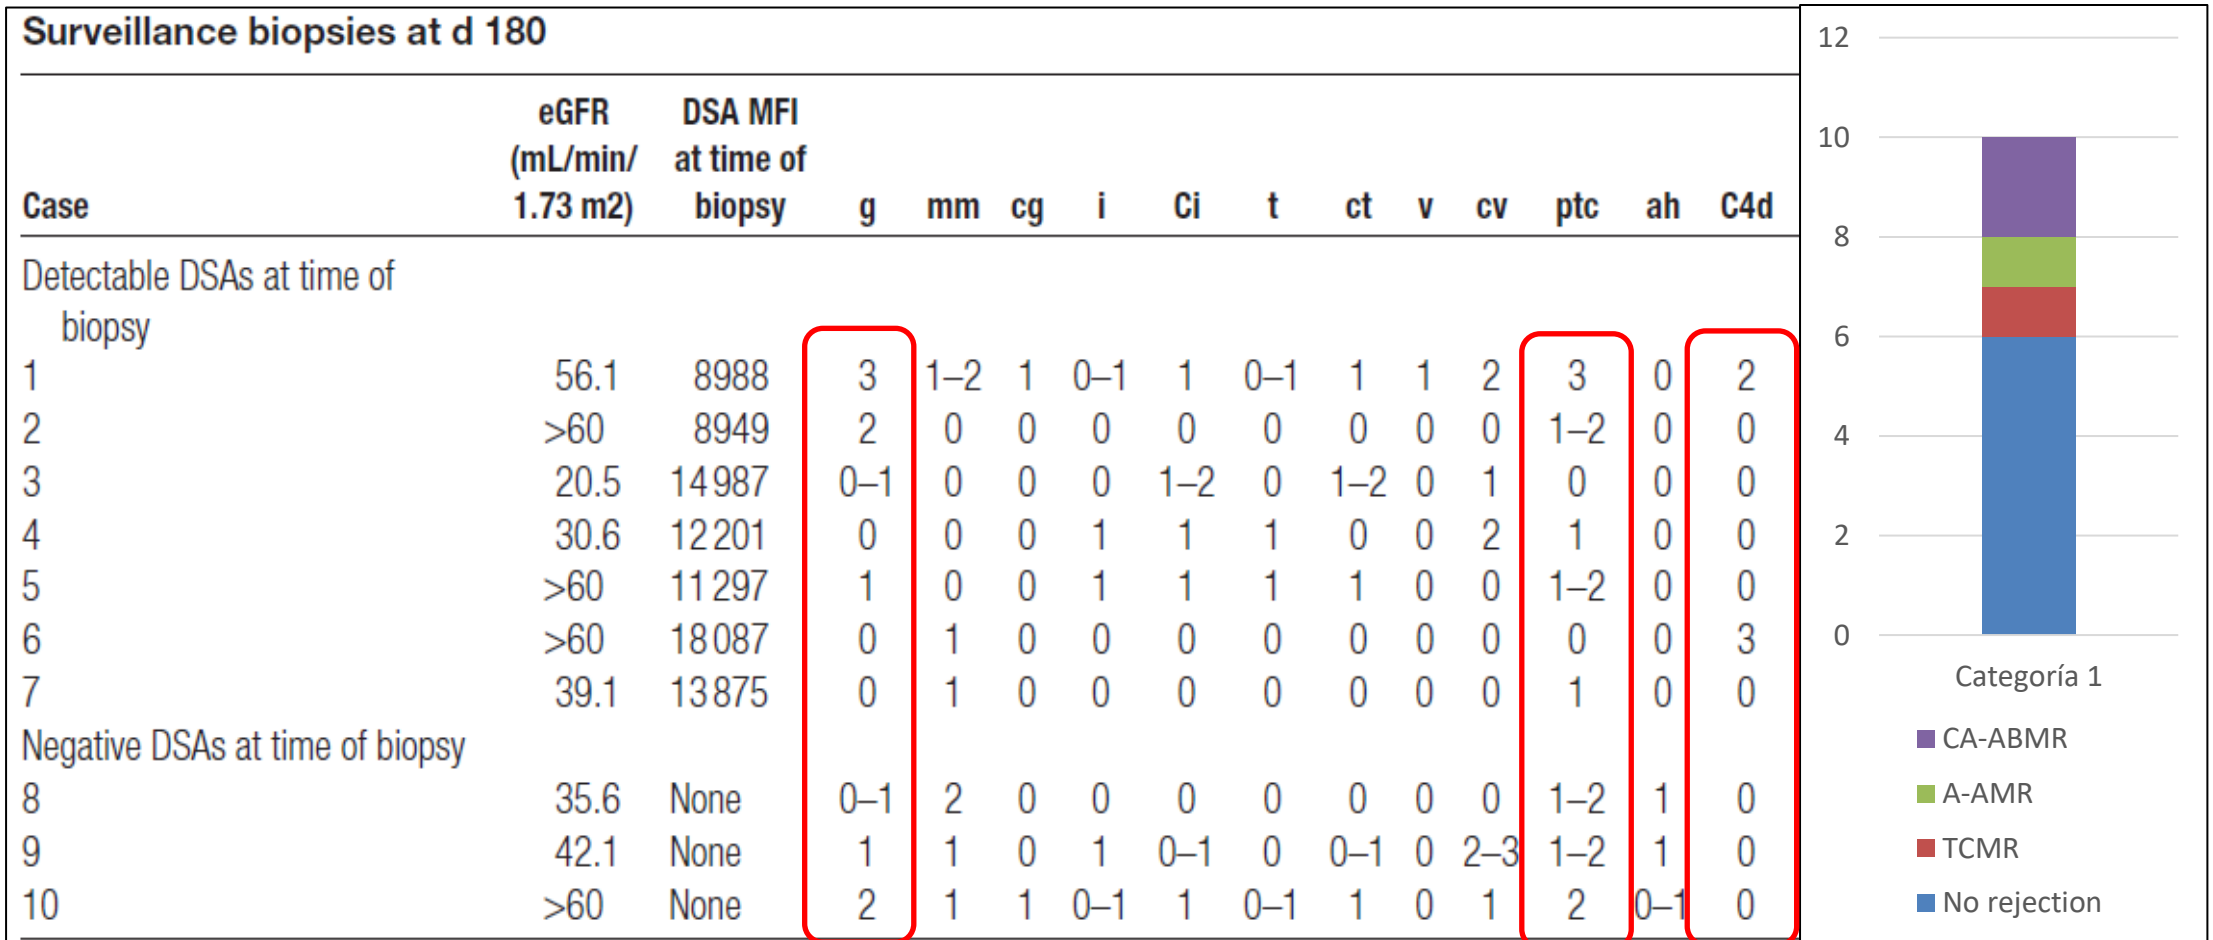 Surveillance biopsies at d 180
eGFR DSA MFI
(mL/min/ at time of
Case 1.73 m2) biopsy g mm cg i Ci t ct v cv ptc ah C4d
Detectable DSAs at time of
biopsy
1 56.1 8988 3 1–2 1 0–1 1 0–1 1 1 2 3 0 2
2 >60 8949 2 0 0 0 0 0 0 0 0 1–2 0 0
3 20.5 14987 0–1 0 0 0 1–2 0 1–2 0 1 0 0 0
4 30.6 12201 0 0 0 1 1 1 0 0 2 1 0 0
5 >60 11297 1 0 0 1 1 1 1 0 0 1–2 0 0
6 >60 18087 0 1 0 0 0 0 0 0 0 0 0 3
7 39.1 13875 0 1 0 0 0 0 0 0 0 1 0 0
Negative DSAs at time of biopsy
8 35.6 None 0–1 2 0 0 0 0 0 0 0 1–2 1 0
9 42.1 None 1 1 0 1 0–1 0 0–1 0 2–3 1–2 1 0
10 >60 None 2 1 1 0–1 1 0–1 1 0 1 2 0–1 0
12
10
8
6
4
2
0
Categoría 1
CA-ABMR
A-AMR
TCMR
No rejection